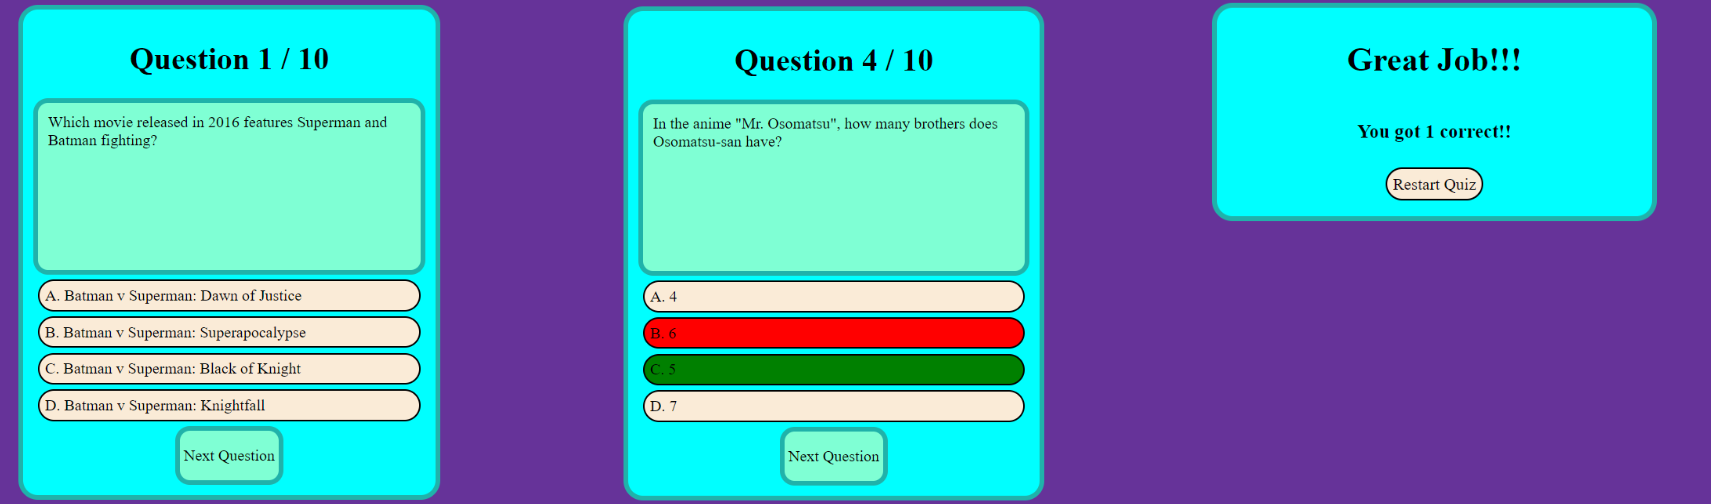 Question 1 / 10
Which movie released in 2016 features Superman and
Batman fighting?
A. Batman v Superman: Dawn of Justice
B. Batman v Superman: Superapocalypse
C. Batman v Superman: Black of Knight
D. Batman v Superman: Knightfall
Next Question
Question 4 / 10
In the anime "Mr. Osomatsu", how many brothers does
Osomatsu-san have?
A. 4
B. 6
C. 5
D. 7
Next Question
Great Job!!!
You got 1 correct!!
Restart Quiz